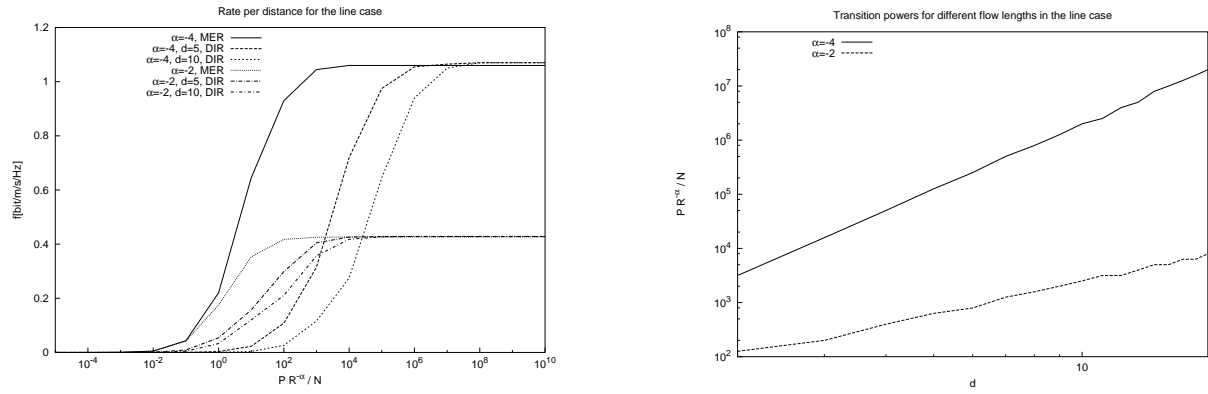 Rate per distance for the line case
f[bit/m/s/Hz]
1.2
1
0.8
0.6
0.4
0.2
0
α=-4, MER
α=-4, d=5, DIR
α=-4, d=10, DIR
α=-2, MER
α=-2, d=5, DIR
α=-2, d=10, DIR
10^-4 10^-2 10^0 10^2 10^4 10^6 10^8 10^10
P R^-α / N
Transition powers for different flow lengths in the line case
P R^-α / N
10^8
10^7
10^6
10^5
10^4
10^3
10^2
α=-4
α=-2
10
d